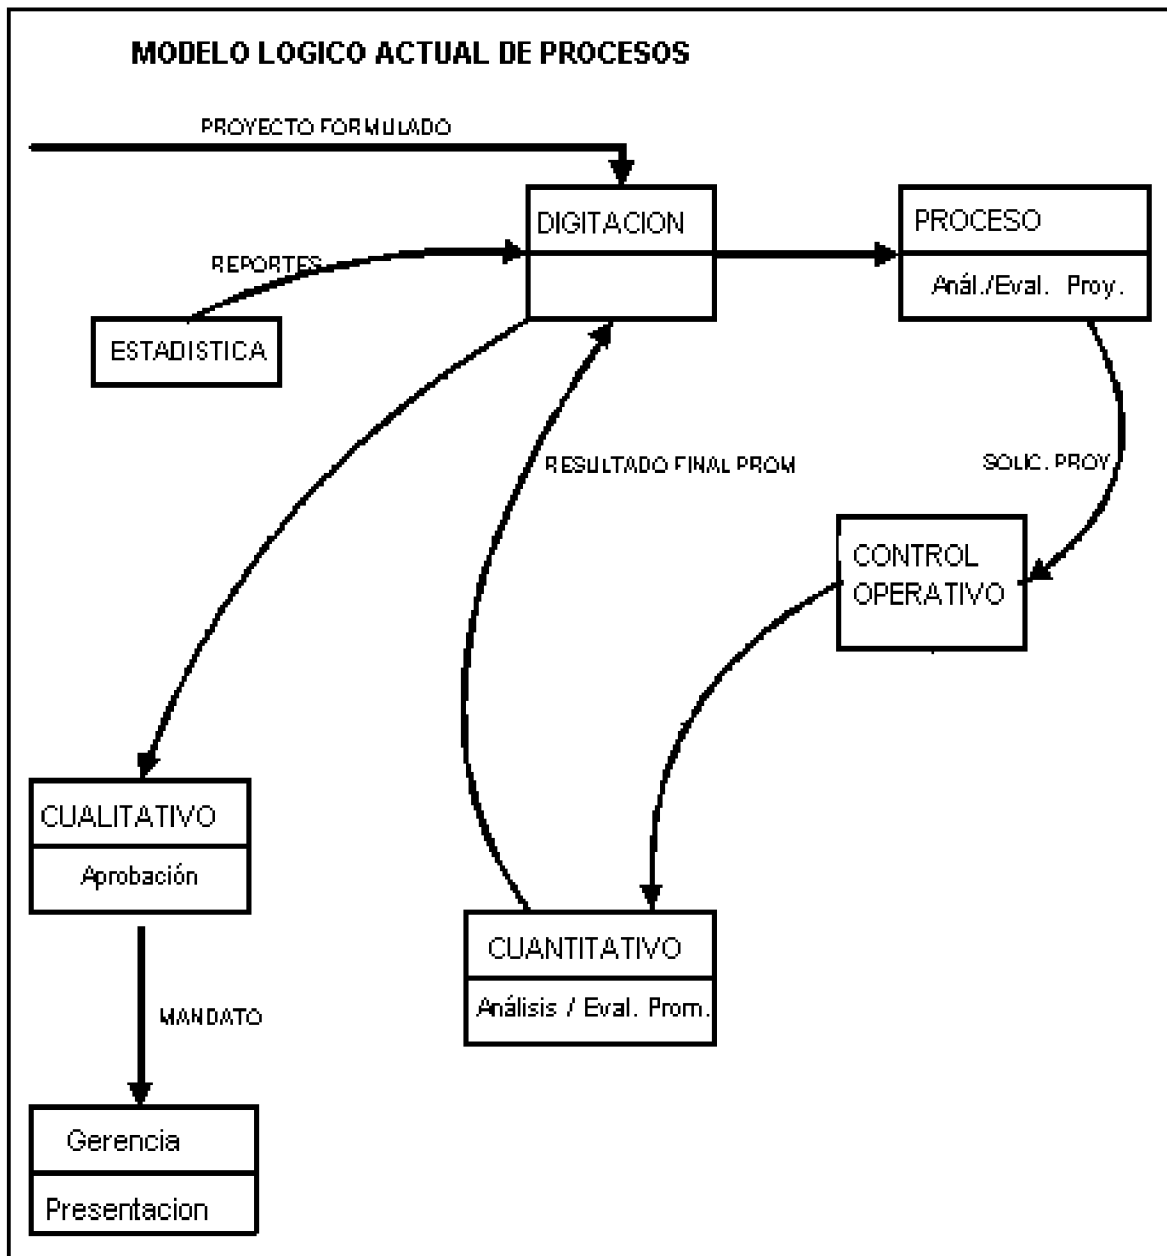 MODELO LOGICO ACTUAL DE PROCESOS
PROYECTO FORMULADO
DIGITACION
PROCESO
Anál./Eval. Proy.
REPORTES
ESTADISTICA
RESULTADO FINAL PROM
SOLIC. PROY
CONTROL
OPERATIVO
CUALITATIVO
Aprobación
CUANTITATIVO
Análisis / Eval. Prom.
MANDATO
Gerencia
Presentacion